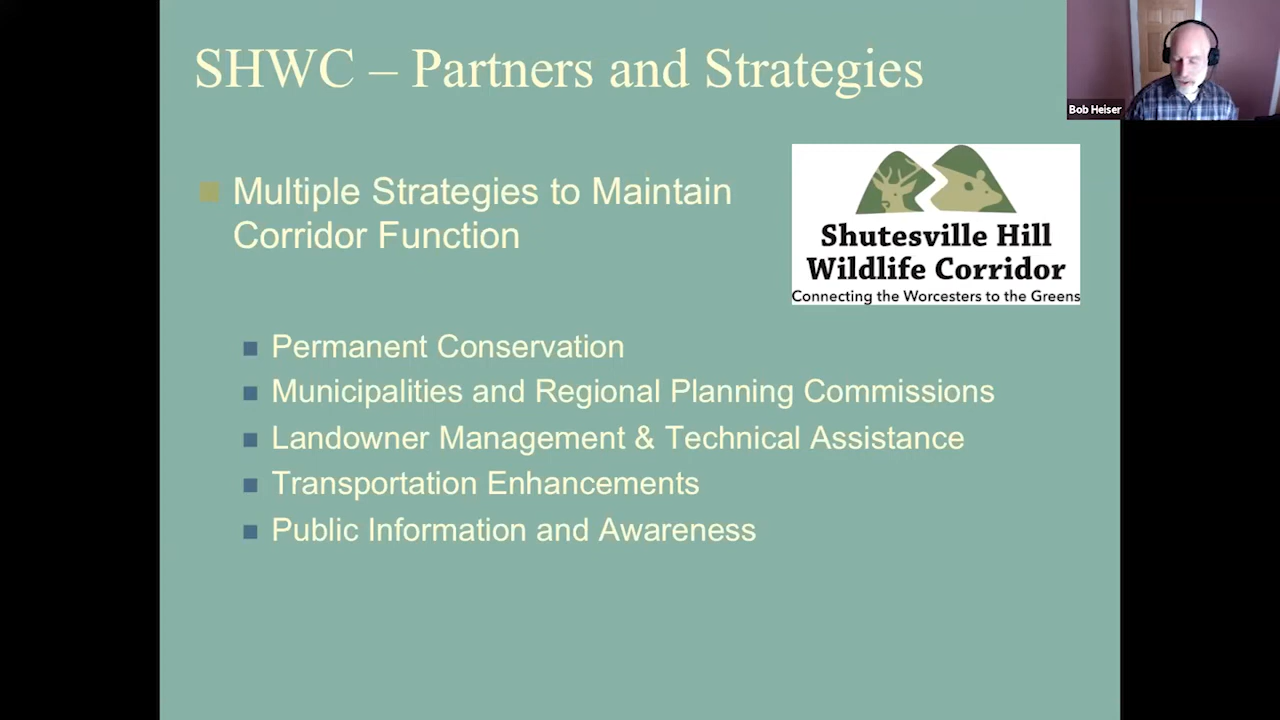 SHWC – Partners and Strategies
Bob Heiser
Multiple Strategies to Maintain
Corridor Function
Shutesville Hill
Wildlife Corridor
Connecting the Worcesters to the Greens
Permanent Conservation
Municipalities and Regional Planning Commissions
Landowner Management & Technical Assistance
Transportation Enhancements
Public Information and Awareness